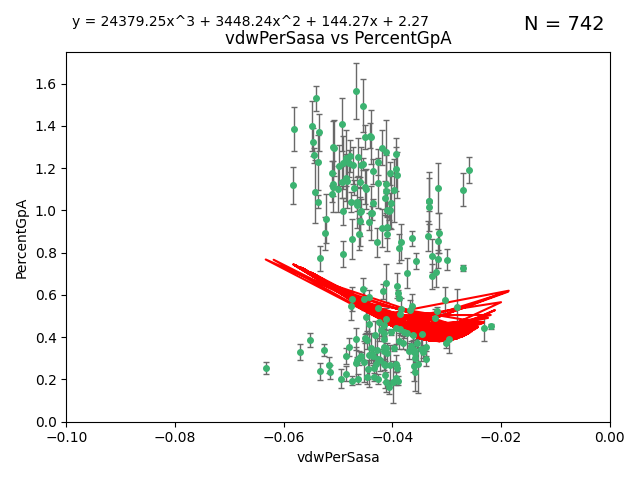 y = 24379.25x^3 + 3448.24x^2 + 144.27x + 2.27
N = 742
vdwPerSasa vs PercentGpA
1.6
1.4
1.2
1.0
0.8
0.6
0.4
0.2
0.0
PercentGpA
−0.10 −0.08 −0.06 −0.04 −0.02 0.00
vdwPerSasa